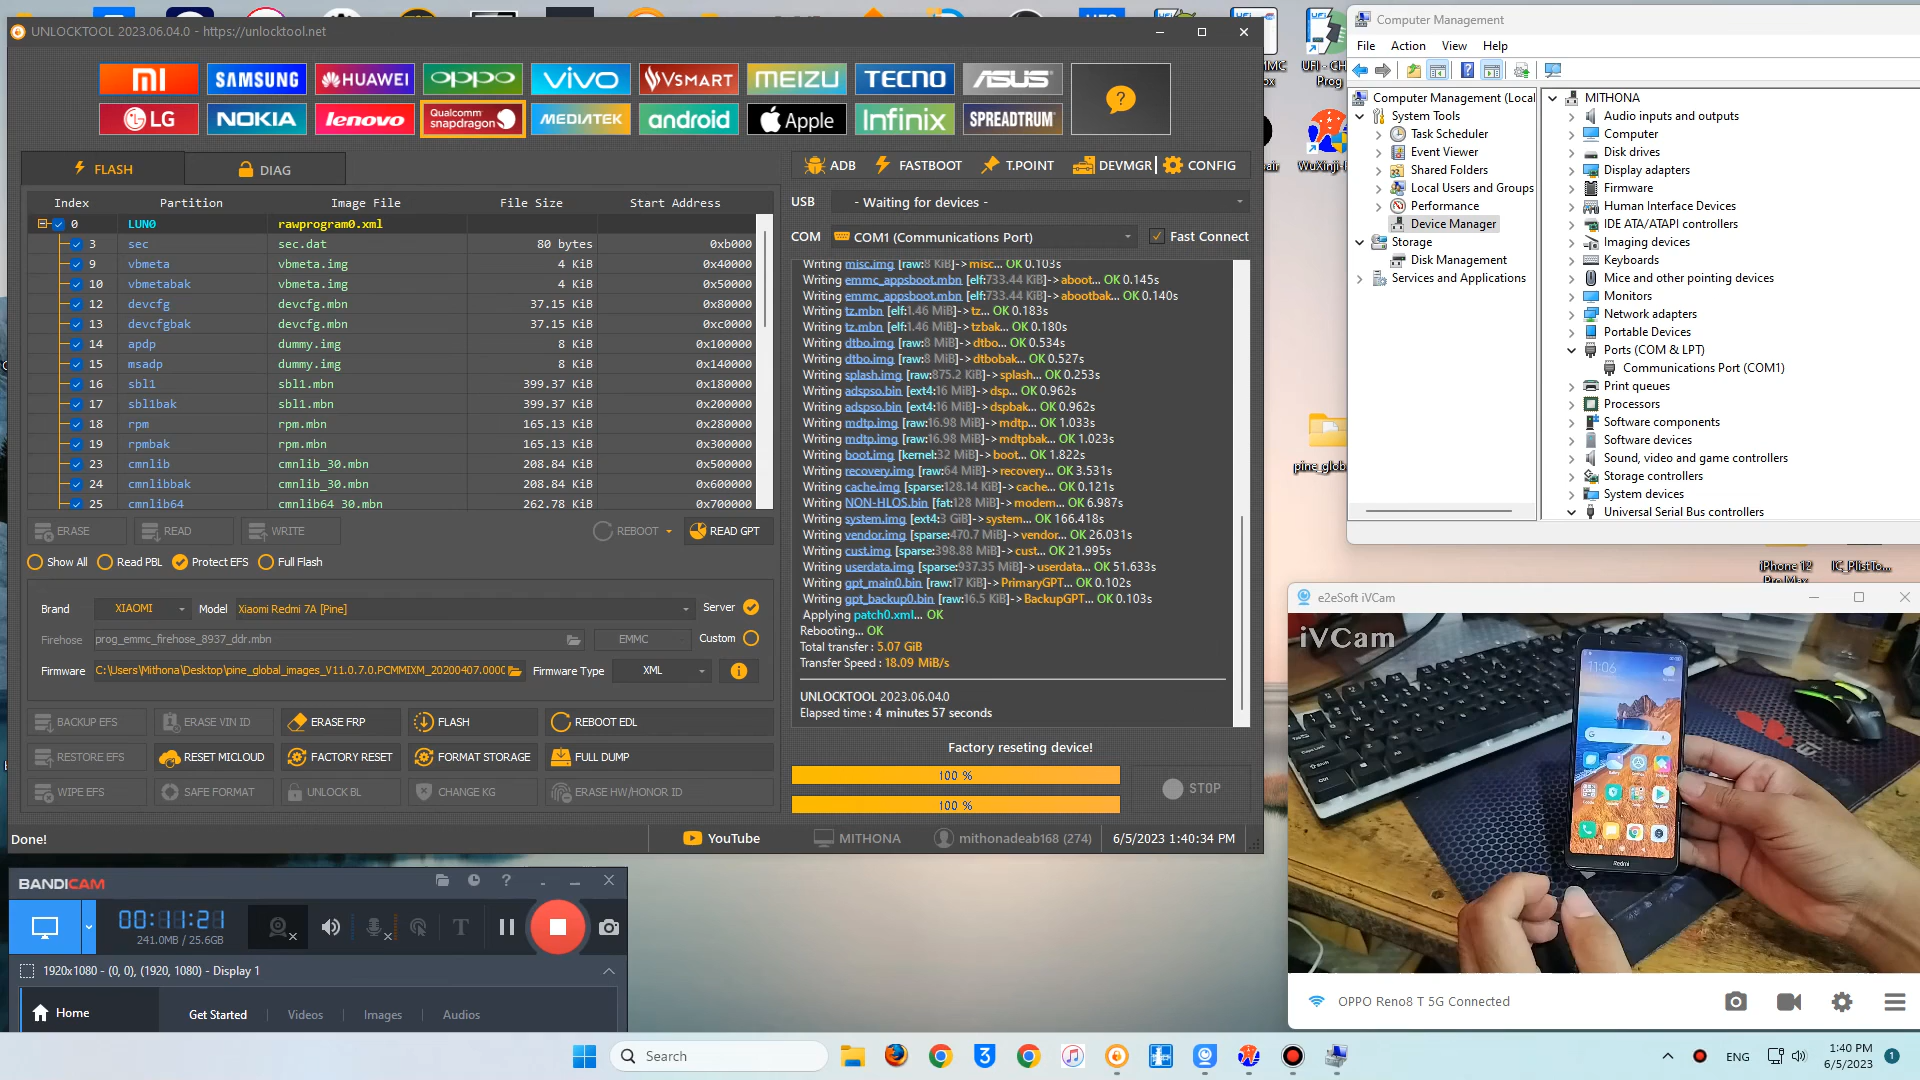 UNLOCKTOOL 2023.06.04.0 - https://unlocktool.net
mi
SAMSUNG
HUAWEI
oppo
vivo
VSMART
MEIZU
TECNO
ASUS
?
LG
NOKIA
lenovo
Qualcomm
snapdragon
MEDIATEK
android
Apple
Infinix
SPREADTRUM
FLASH
DIAG
ADB
FASTBOOT
T.POINT
DEVMGR
CONFIG
Index Partition Image File File Size Start Address
0 LUN0 rawprogram0.xml
3 sec sec.dat 80 bytes 0xb000
9 vbmeta vbmeta.img 4 KiB 0x40000
10 vbmetabak vbmeta.img 4 KiB 0x50000
12 devcfg devcfg.mbn 37.15 KiB 0x80000
13 devcfgbak devcfg.mbn 37.15 KiB 0xc0000
14 apdp dummy.img 8 KiB 0x100000
15 msadp dummy.img 8 KiB 0x140000
16 sbl1 sbl1.mbn 399.37 KiB 0x180000
17 sbl1bak sbl1.mbn 399.37 KiB 0x200000
18 rpm rpm.mbn 165.13 KiB 0x280000
19 rpmbak rpm.mbn 165.13 KiB 0x300000
23 cmnlib cmnlib_30.mbn 208.84 KiB 0x500000
24 cmnlibbak cmnlib_30.mbn 208.84 KiB 0x600000
25 cmnlib64 cmnlib64_30.mbn 262.78 KiB 0x700000
ERASE READ WRITE REBOOT READ GPT
Show All Read PBL Protect EFS Full Flash
Brand XIAOMI Model Xiaomi Redmi 7A [Pine] Server
Firehose prog_emmc_firehose_8937_ddr.mbn EMMC Custom
Firmware C:\Users\Mithona\Desktop\pine_global_images_V11.0.7.0.PCMMIXM_20200407.0000 Firmware Type XML
BACKUP EFS ERASE VIN ID ERASE FRP FLASH REBOOT EDL
RESTORE EFS RESET MICLOUD FACTORY RESET FORMAT STORAGE FULL DUMP
WIPE EFS SAFE FORMAT UNLOCK BL CHANGE KG ERASE HW/HONOR ID
USB - Waiting for devices -
COM COM1 (Communications Port) Fast Connect
Writing misc.img [raw:8 KiB]->misc... OK 0.103s
Writing emmc_appsboot.mbn [elf:733.44 KiB]->aboot... OK 0.145s
Writing emmc_appsboot.mbn [elf:733.44 KiB]->abootbak... OK 0.140s
Writing tz.mbn [elf:1.46 MiB]->tz... OK 0.183s
Writing tz.mbn [elf:1.46 MiB]->tzbak... OK 0.180s
Writing dtbo.img [raw:8 MiB]->dtbo... OK 0.534s
Writing dtbo.img [raw:8 MiB]->dtbobak... OK 0.527s
Writing splash.img [raw:875.2 KiB]->splash... OK 0.253s
Writing adspso.bin [ext4:16 MiB]->dsp... OK 0.962s
Writing adspso.bin [ext4:16 MiB]->dspbak... OK 0.962s
Writing mdtp.img [raw:16.98 MiB]->mdtp... OK 1.033s
Writing mdtp.img [raw:16.98 MiB]->mdtpbak... OK 1.023s
Writing boot.img [kernel:32 MiB]->boot... OK 1.822s
Writing recovery.img [raw:64 MiB]->recovery... OK 3.531s
Writing cache.img [sparse:128.14 KiB]->cache... OK 0.121s
Writing NON-HLOS.bin [fat:128 MiB]->modem... OK 6.987s
Writing system.img [ext4:3 GiB]->system... OK 166.418s
Writing vendor.img [sparse:470.7 MiB]->vendor... OK 26.031s
Writing cust.img [sparse:398.88 MiB]->cust... OK 21.995s
Writing userdata.img [sparse:937.35 MiB]->userdata... OK 51.633s
Writing gpt_main0.bin [raw:17 KiB]->PrimaryGPT... OK 0.102s
Writing gpt_backup0.bin [raw:16.5 KiB]->BackupGPT... OK 0.103s
Applying patch0.xml... OK
Rebooting... OK
Total transfer : 5.07 GiB
Transfer Speed : 18.09 MiB/s
UNLOCKTOOL 2023.06.04.0
Elapsed time : 4 minutes 57 seconds
Factory reseting device!
100 %
100 %
STOP
Done!
YouTube
MITHONA
mithonadeab168 (274)
6/5/2023 1:40:34 PM
BANDICAM
00:11:21
241.0MB / 25.6GB
1920x1080 - (0, 0), (1920, 1080) - Display 1
Home
Get Started Videos Images Audios
Computer Management
File Action View Help
Computer Management (Local
System Tools
Task Scheduler
Event Viewer
Shared Folders
Local Users and Groups
Performance
Device Manager
Storage
Disk Management
Services and Applications
MITHONA
Audio inputs and outputs
Computer
Disk drives
Display adapters
Firmware
Human Interface Devices
IDE ATA/ATAPI controllers
Imaging devices
Keyboards
Mice and other pointing devices
Monitors
Network adapters
Portable Devices
Ports (COM & LPT)
Communications Port (COM1)
Print queues
Processors
Software components
Software devices
Sound, video and game controllers
Storage controllers
System devices
Universal Serial Bus controllers
pine_glob
iPhone 12
Pro Max
IC_PlistTo...
e2eSoft iVCam
iVCam
11:06
Redmi
OPPO Reno8 T 5G Connected
Search
ENG
1:40 PM
6/5/2023
1